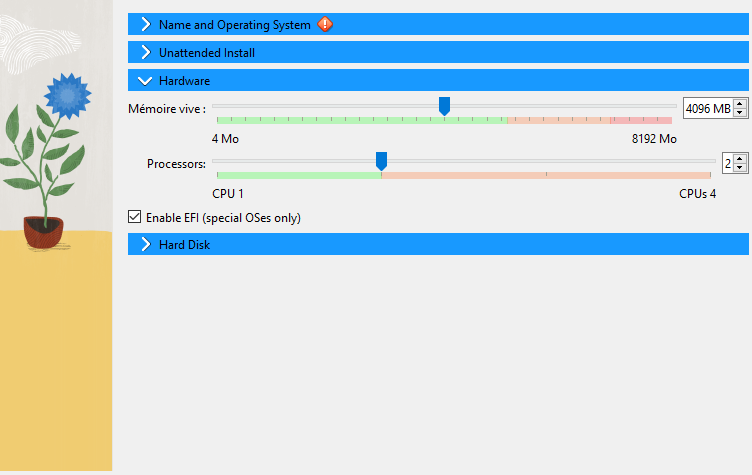 Name and Operating System
Unattended Install
Hardware
Mémoire vive : 4096 MB
4 Mo 8192 Mo
Processors: 2
CPU 1 CPUs 4
Enable EFI (special OSes only)
Hard Disk